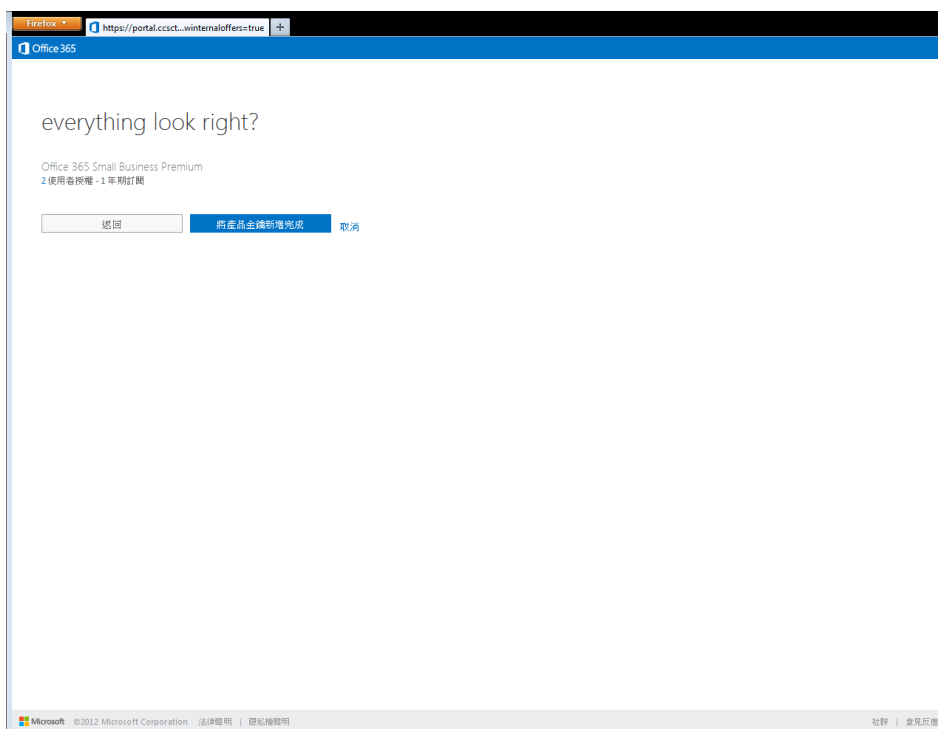 Firefox
https://portal.ccsct...winternaloffers=true
+
Office 365
everything look right?
Office 365 Small Business Premium
2 使用者授權 - 1 年期訂閱
返回
將產品金鑰新增完成
取消
Microsoft ©2012 Microsoft Corporation 法律聲明 | 隱私權聲明
社群 | 意見反應